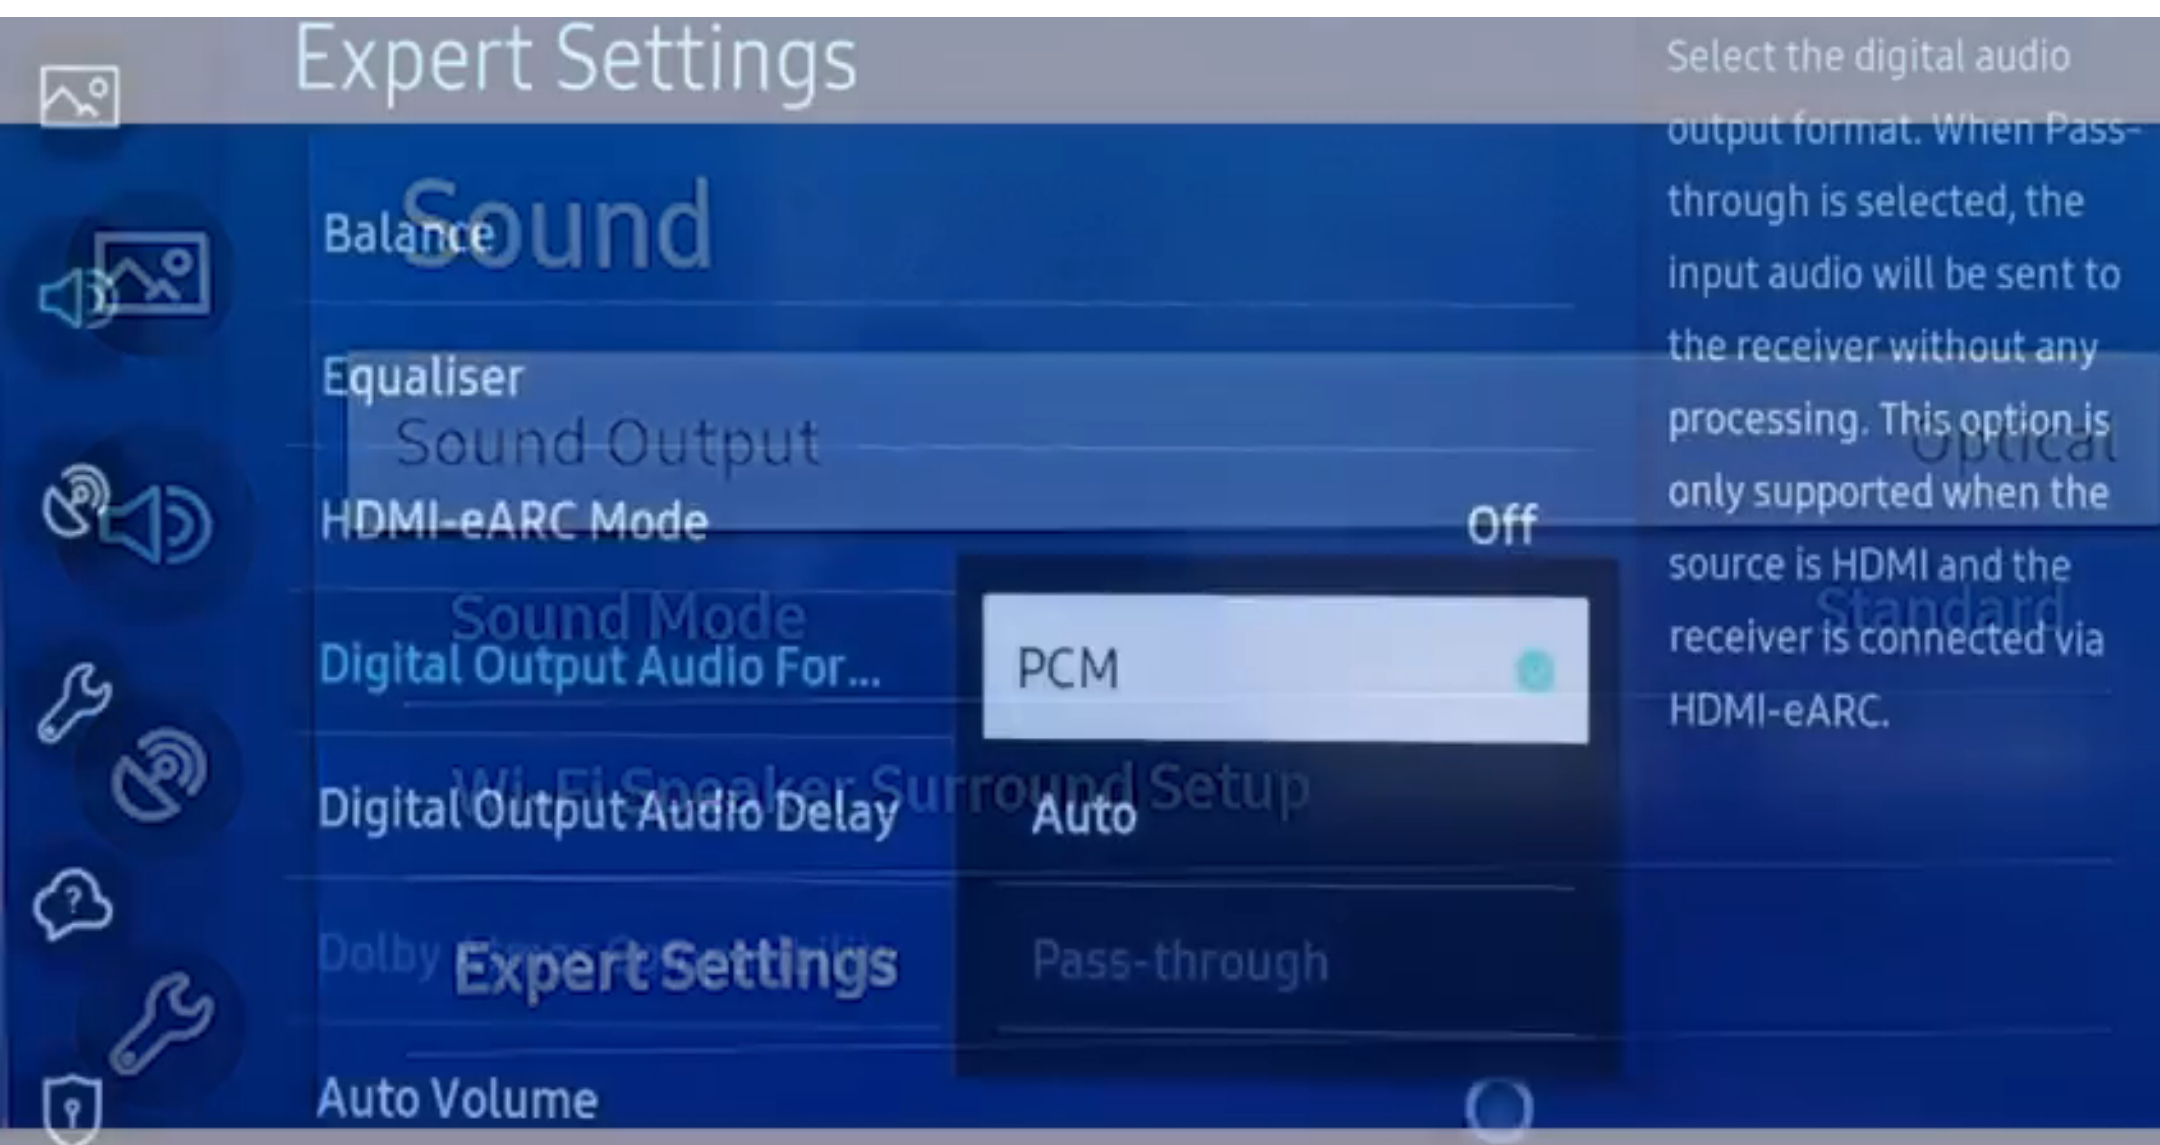 Expert Settings
Select the digital audio
output format. When Pass-
through is selected, the
input audio will be sent to
the receiver without any
processing. This option is
only supported when the
source is HDMI and the
receiver is connected via
HDMI-eARC.
Balance
Sound
Equaliser
Sound Output
Optical
HDMI-eARC Mode
Off
Sound Mode
Standard
Digital Output Audio For...
PCM
Wi-Fi Speaker Surround Setup
Digital Output Audio Delay
Auto
Dolby
Expert Settings
Pass-through
Auto Volume